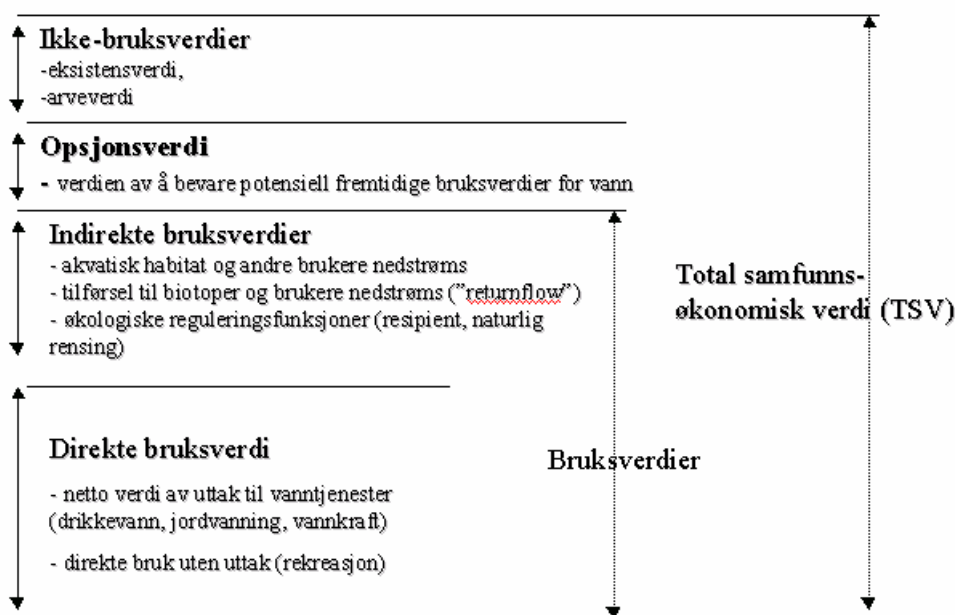 Ikke-bruksverdier
-eksistensverdi,
-arveverdi
Opsjonsverdi
- verdien av å bevare potensiell fremtidige bruksverdier for vann
Indirekte bruksverdier
- akvatisk habitat og andre brukere nedstrøms
- tilførsel til biotoper og brukere nedstrøms ("returnflow")
- økologiske reguleringsfunksjoner (resipient, naturlig
rensing)
Total samfunns-
økonomisk verdi (TSV)
Direkte bruksverdi
- netto verdi av uttak til vanntjenester
(drikkevann, jordvanning, vannkraft)
- direkte bruk uten uttak (rekreasjon)
Bruksverdier